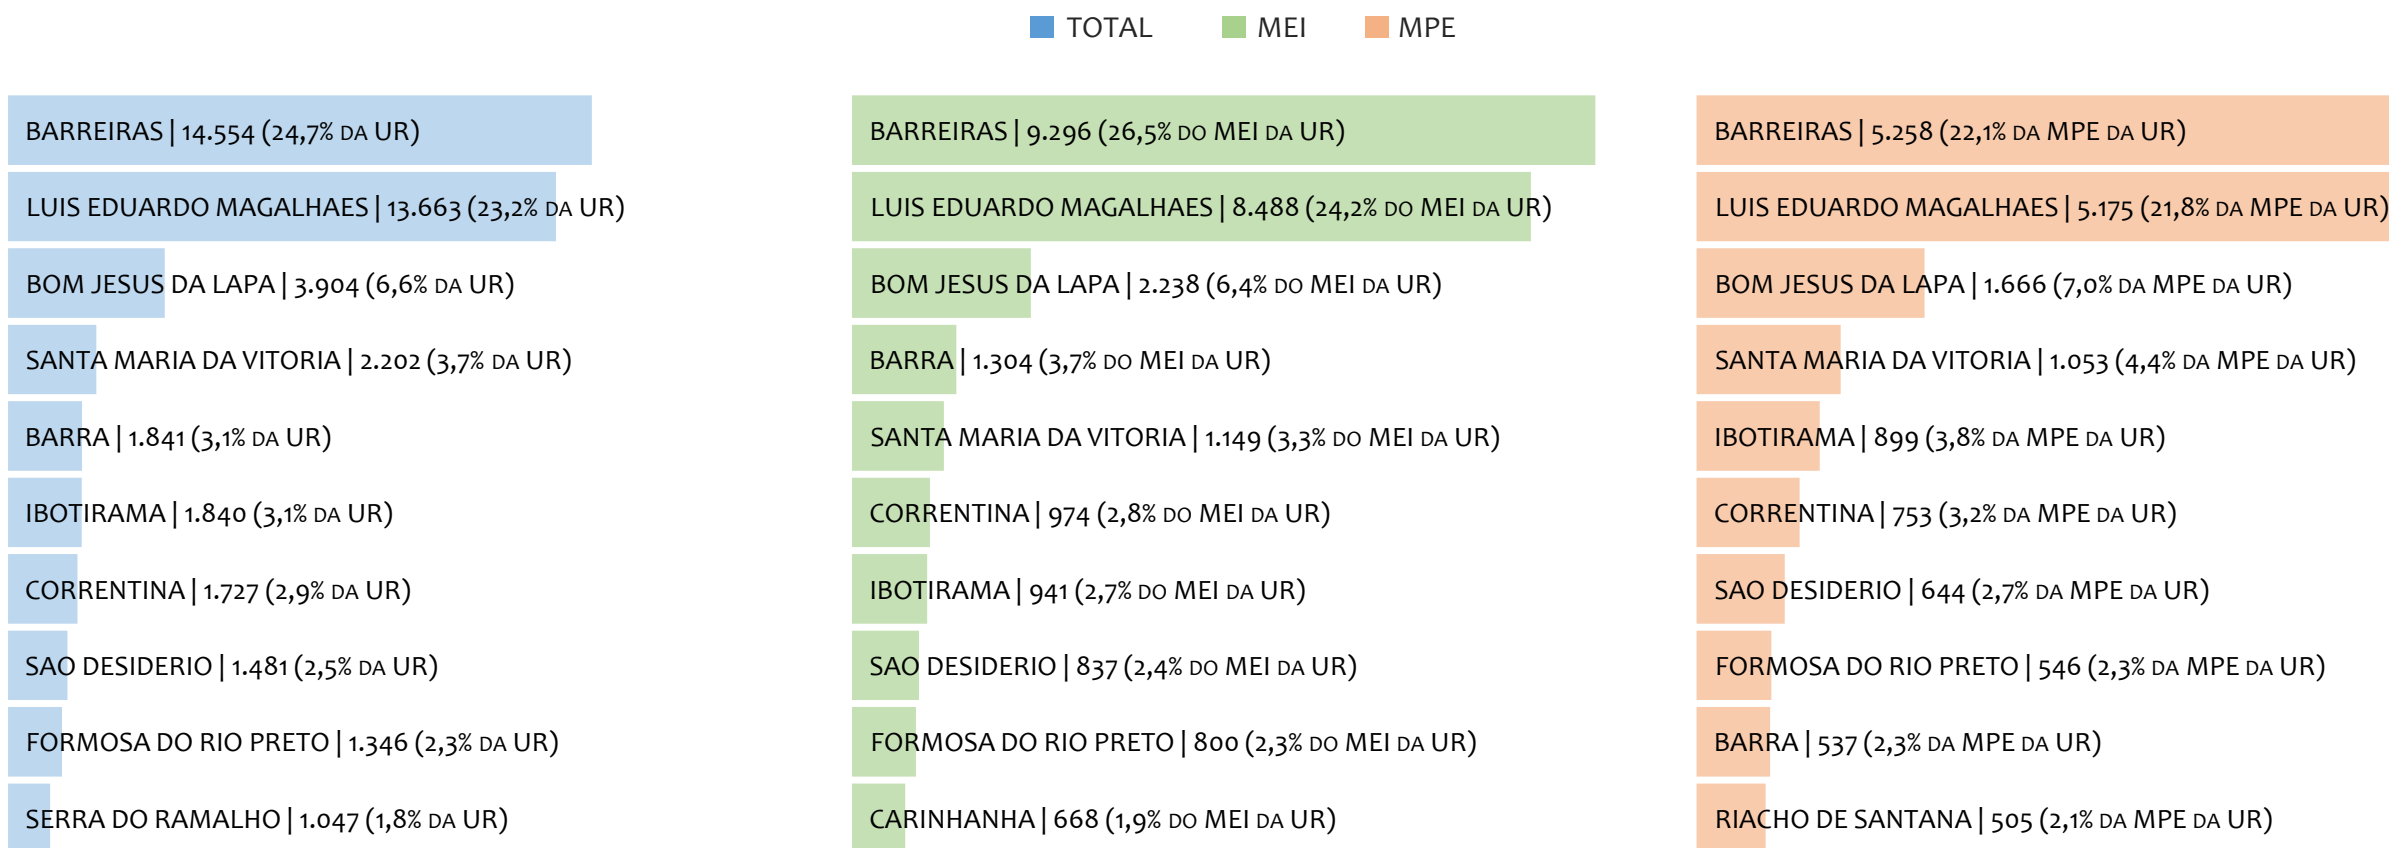 TOTAL MEI MPE
BARREIRAS | 14.554 (24,7% DA UR)
LUIS EDUARDO MAGALHAES | 13.663 (23,2% DA UR)
BOM JESUS DA LAPA | 3.904 (6,6% DA UR)
SANTA MARIA DA VITORIA | 2.202 (3,7% DA UR)
BARRA | 1.841 (3,1% DA UR)
IBOTIRAMA | 1.840 (3,1% DA UR)
CORRENTINA | 1.727 (2,9% DA UR)
SAO DESIDERIO | 1.481 (2,5% DA UR)
FORMOSA DO RIO PRETO | 1.346 (2,3% DA UR)
SERRA DO RAMALHO | 1.047 (1,8% DA UR)
BARREIRAS | 9.296 (26,5% DO MEI DA UR)
LUIS EDUARDO MAGALHAES | 8.488 (24,2% DO MEI DA UR)
BOM JESUS DA LAPA | 2.238 (6,4% DO MEI DA UR)
BARRA | 1.304 (3,7% DO MEI DA UR)
SANTA MARIA DA VITORIA | 1.149 (3,3% DO MEI DA UR)
CORRENTINA | 974 (2,8% DO MEI DA UR)
IBOTIRAMA | 941 (2,7% DO MEI DA UR)
SAO DESIDERIO | 837 (2,4% DO MEI DA UR)
FORMOSA DO RIO PRETO | 800 (2,3% DO MEI DA UR)
CARINHANHA | 668 (1,9% DO MEI DA UR)
BARREIRAS | 5.258 (22,1% DA MPE DA UR)
LUIS EDUARDO MAGALHAES | 5.175 (21,8% DA MPE DA UR)
BOM JESUS DA LAPA | 1.666 (7,0% DA MPE DA UR)
SANTA MARIA DA VITORIA | 1.053 (4,4% DA MPE DA UR)
IBOTIRAMA | 899 (3,8% DA MPE DA UR)
CORRENTINA | 753 (3,2% DA MPE DA UR)
SAO DESIDERIO | 644 (2,7% DA MPE DA UR)
FORMOSA DO RIO PRETO | 546 (2,3% DA MPE DA UR)
BARRA | 537 (2,3% DA MPE DA UR)
RIACHO DE SANTANA | 505 (2,1% DA MPE DA UR)